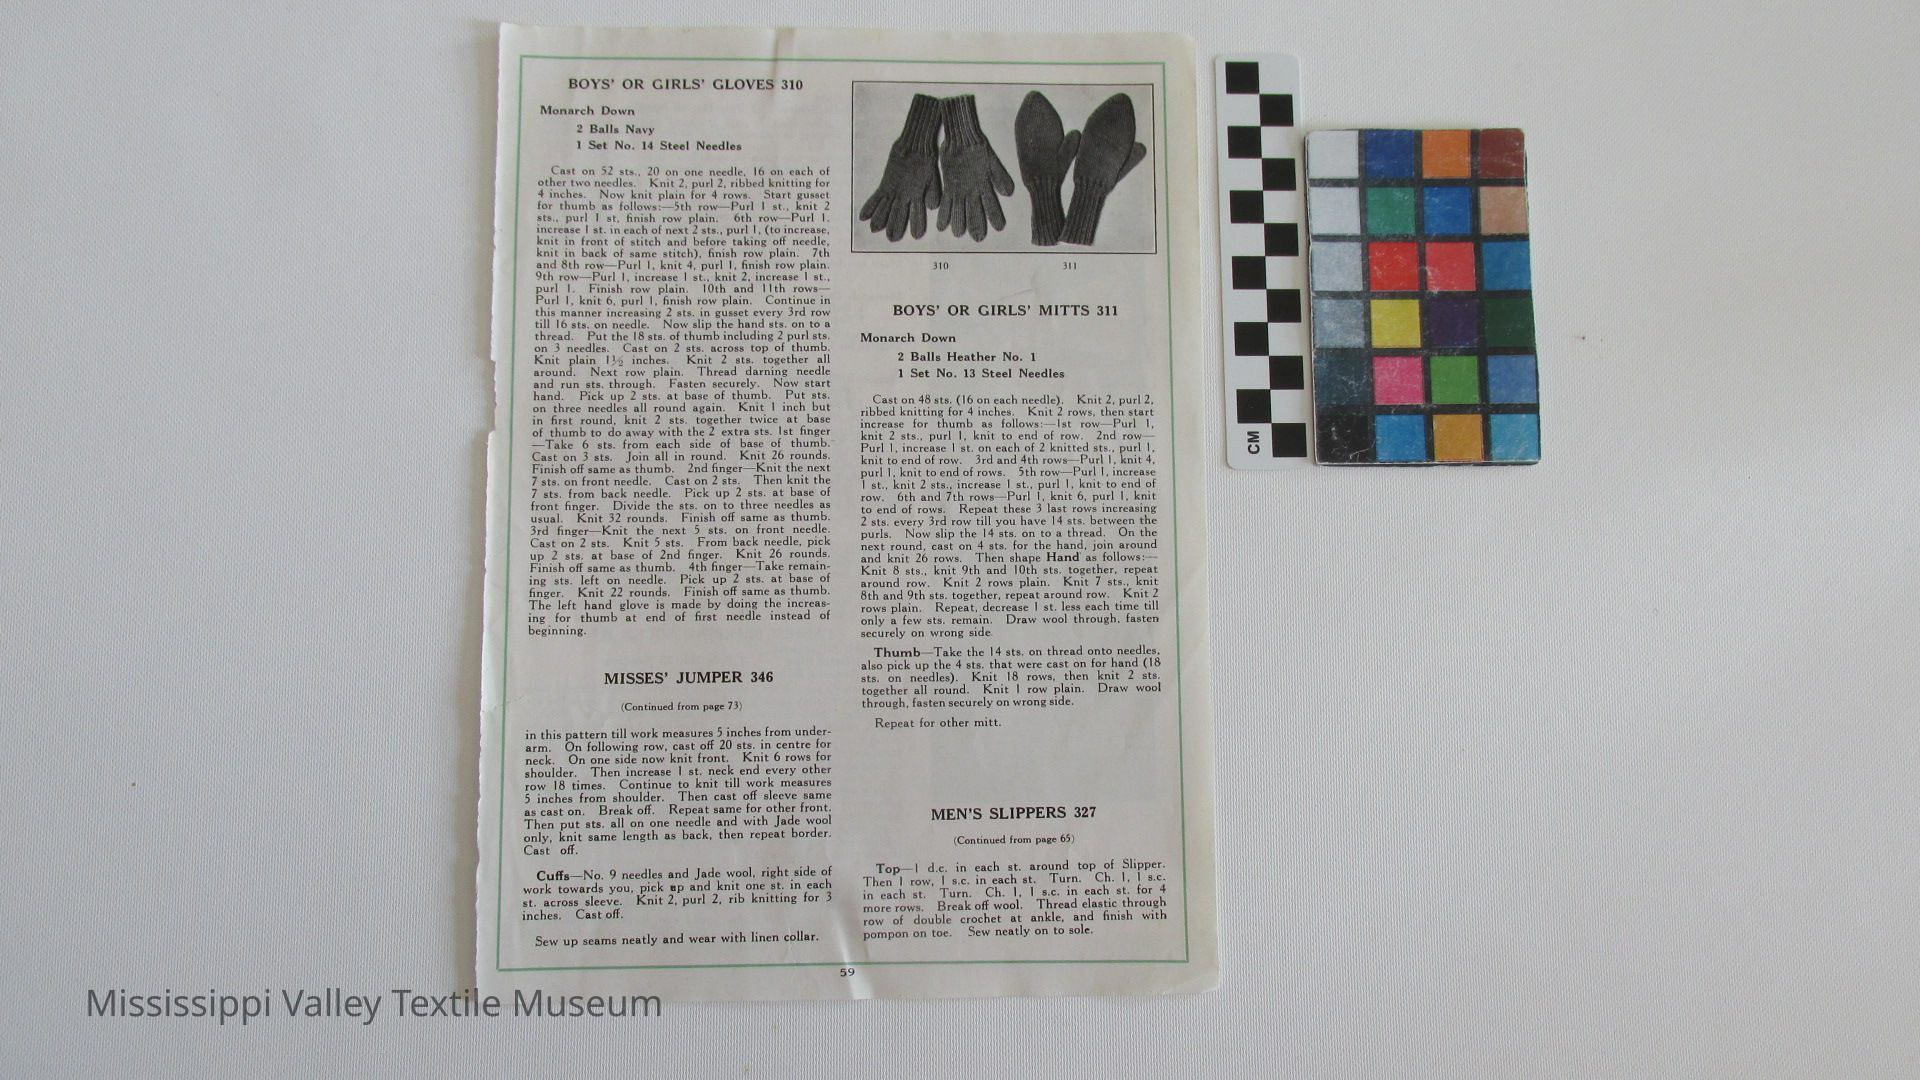 BOYS' OR GIRLS' GLOVES 310
Monarch Down
2 Balls Navy
1 Set No. 14 Steel Needles
Cast on 52 sts., 20 on one needle, 16 on each of
other two needles. Knit 2, purl 2, ribbed knitting for
4 inches. Now knit plain for 4 rows. Start gusset
for thumb as follows:—5th row—Purl 1 st., knit 2
sts., purl 1 st, finish row plain. 6th row—Purl 1.
increase 1 st. in each of next 2 sts., purl 1, (to increase,
knit in front of stitch and before taking off needle,
knit in back of same stitch), finish row plain. 7th
and 8th row—Purl 1, knit 4, purl 1, finish row plain.
9th row—Purl 1, increase 1 st., knit 2, increase 1 st.,
purl 1. Finish row plain. 10th and 11th rows—
Purl 1, knit 6, purl 1, finish row plain. Continue in
this manner increasing 2 sts. in gusset every 3rd row
till 16 sts. on needle. Now slip the hand sts. on to a
thread. Put the 18 sts. of thumb including 2 purl sts.
on 3 needles. Cast on 2 sts. across top of thumb.
Knit plain 1½ inches. Knit 2 sts. together all
around. Next row plain. Thread darning needle
and run sts. through. Fasten securely. Now start
hand. Pick up 2 sts. at base of thumb. Put sts.
on three needles all round again. Knit 1 inch but
in first round, knit 2 sts. together twice at base
of thumb to do away with the 2 extra sts. 1st finger
—Take 6 sts. from each side of base of thumb.
Cast on 3 sts. Join all in round. Knit 26 rounds.
Finish off same as thumb. 2nd finger—Knit the next
7 sts. on front needle. Cast on 2 sts. Then knit the
7 sts. from back needle. Pick up 2 sts. at base of
front finger. Divide the sts. on to three needles as
usual. Knit 32 rounds. Finish off same as thumb.
3rd finger—Knit the next 5 sts. on front needle.
Cast on 2 sts. Knit 5 sts. From back needle, pick
up 2 sts. at base of 2nd finger. Knit 26 rounds.
Finish off same as thumb. 4th finger—Take remain-
ing sts. left on needle. Pick up 2 sts. at base of
finger. Knit 22 rounds. Finish off same as thumb.
The left hand glove is made by doing the increas-
ing for thumb at end of first needle instead of
beginning.
MISSES' JUMPER 346
(Continued from page 73)
in this pattern till work measures 5 inches from under-
arm. On following row, cast off 20 sts. in centre for
neck. On one side now knit front. Knit 6 rows for
shoulder. Then increase 1 st. neck end every other
row 18 times. Continue to knit till work measures
5 inches from shoulder. Then cast off sleeve same
as cast on. Break off. Repeat same for other front.
Then put sts. all on one needle and with Jade wool
only, knit same length as back, then repeat border.
Cast off.
Cuffs—No. 9 needles and Jade wool, right side of
work towards you, pick up and knit one st. in each
st. across sleeve. Knit 2, purl 2, rib knitting for 3
inches. Cast off.
Sew up seams neatly and wear with linen collar.
310 311
BOYS' OR GIRLS' MITTS 311
Monarch Down
2 Balls Heather No. 1
1 Set No. 13 Steel Needles
Cast on 48 sts. (16 on each needle). Knit 2, purl 2,
ribbed knitting for 4 inches. Knit 2 rows, then start
increase for thumb as follows:—1st row—Purl 1,
knit 2 sts., purl 1, knit to end of row. 2nd row—
Purl 1, increase 1 st. on each of 2 knitted sts., purl 1,
knit to end of row. 3rd and 4th rows—Purl 1, knit 4,
purl 1, knit to end of rows. 5th row—Purl 1, increase
1 st., knit 2 sts., increase 1 st., purl 1, knit to end of
row. 6th and 7th rows—Purl 1, knit 6, purl 1, knit
to end of rows. Repeat these 3 last rows increasing
2 sts. every 3rd row till you have 14 sts. between the
purls. Now slip the 14 sts. on to a thread. On the
next round, cast on 4 sts. for the hand, join around
and knit 26 rows. Then shape Hand as follows:—
Knit 8 sts., knit 9th and 10th sts. together, repeat
around row. Knit 2 rows plain. Knit 7 sts., knit
8th and 9th sts. together, repeat around row. Knit 2
rows plain. Repeat, decrease 1 st. less each time till
only a few sts. remain. Draw wool through, fasten
securely on wrong side.
Thumb—Take the 14 sts. on thread onto needles,
also pick up the 4 sts. that were cast on for hand (18
sts. on needles). Knit 18 rows, then knit 2 sts.
together all round. Knit 1 row plain. Draw wool
through, fasten securely on wrong side.
Repeat for other mitt.
MEN'S SLIPPERS 327
(Continued from page 65)
Top—1 d.c. in each st. around top of Slipper.
Then 1 row, 1 s.c. in each st. Turn. Ch. 1, 1 s.c.
in each st. Turn. Ch. 1, 1 s.c. in each st. for 4
more rows. Break off wool. Thread elastic through
row of double crochet at ankle, and finish with
pompon on toe. Sew neatly on to sole.
59
CM
Mississippi Valley Textile Museum